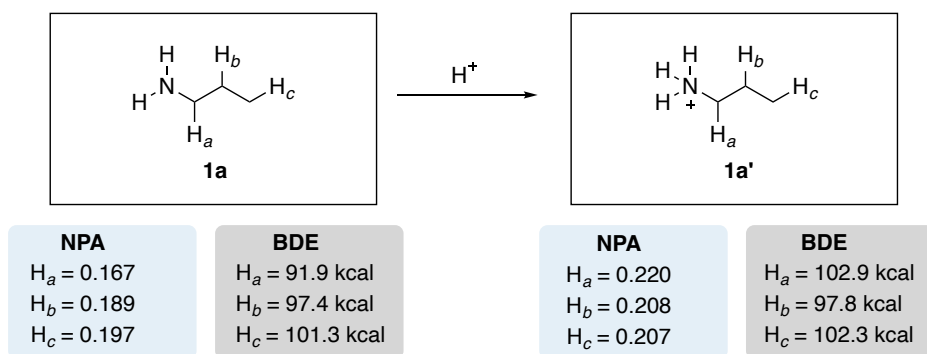 H
H
N
H_b
H_c
H_a
1a
H+
H
H
H
N
+
H_b
H_c
H_a
1a'
NPA
H_a = 0.167
H_b = 0.189
H_c = 0.197
BDE
H_a = 91.9 kcal
H_b = 97.4 kcal
H_c = 101.3 kcal
NPA
H_a = 0.220
H_b = 0.208
H_c = 0.207
BDE
H_a = 102.9 kcal
H_b = 97.8 kcal
H_c = 102.3 kcal